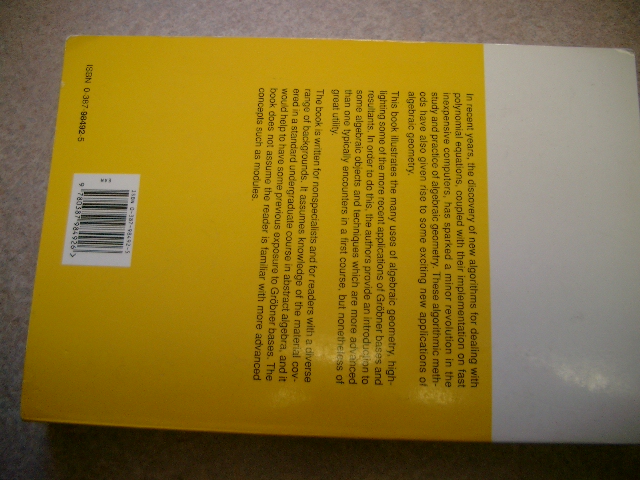 In recent years, the discovery of new algorithms for dealing with
polynomial equations, coupled with their implementation on fast
inexpensive computers, has sparked a minor revolution in the
study and practice of algebraic geometry. These algorithmic meth-
ods have also given rise to some exciting new applications of
algebraic geometry.
This book illustrates the many uses of algebraic geometry, high-
lighting some of the more recent applications of Gröbner bases and
resultants. In order to do this, the authors provide an introduction to
some algebraic objects and techniques which are more advanced
than one typically encounters in a first course, but nonetheless of
great utility.
The book is written for nonspecialists and for readers with a diverse
range of backgrounds. It assumes knowledge of the material cov-
ered in a standard undergraduate course in abstract algebra, and it
would help to have some previous exposure to Gröbner bases. The
book does not assume the reader is familiar with more advanced
concepts such as modules.
ISBN 0-387-98492-5
ISBN 0-387-98492-5
9 780387 984926 >